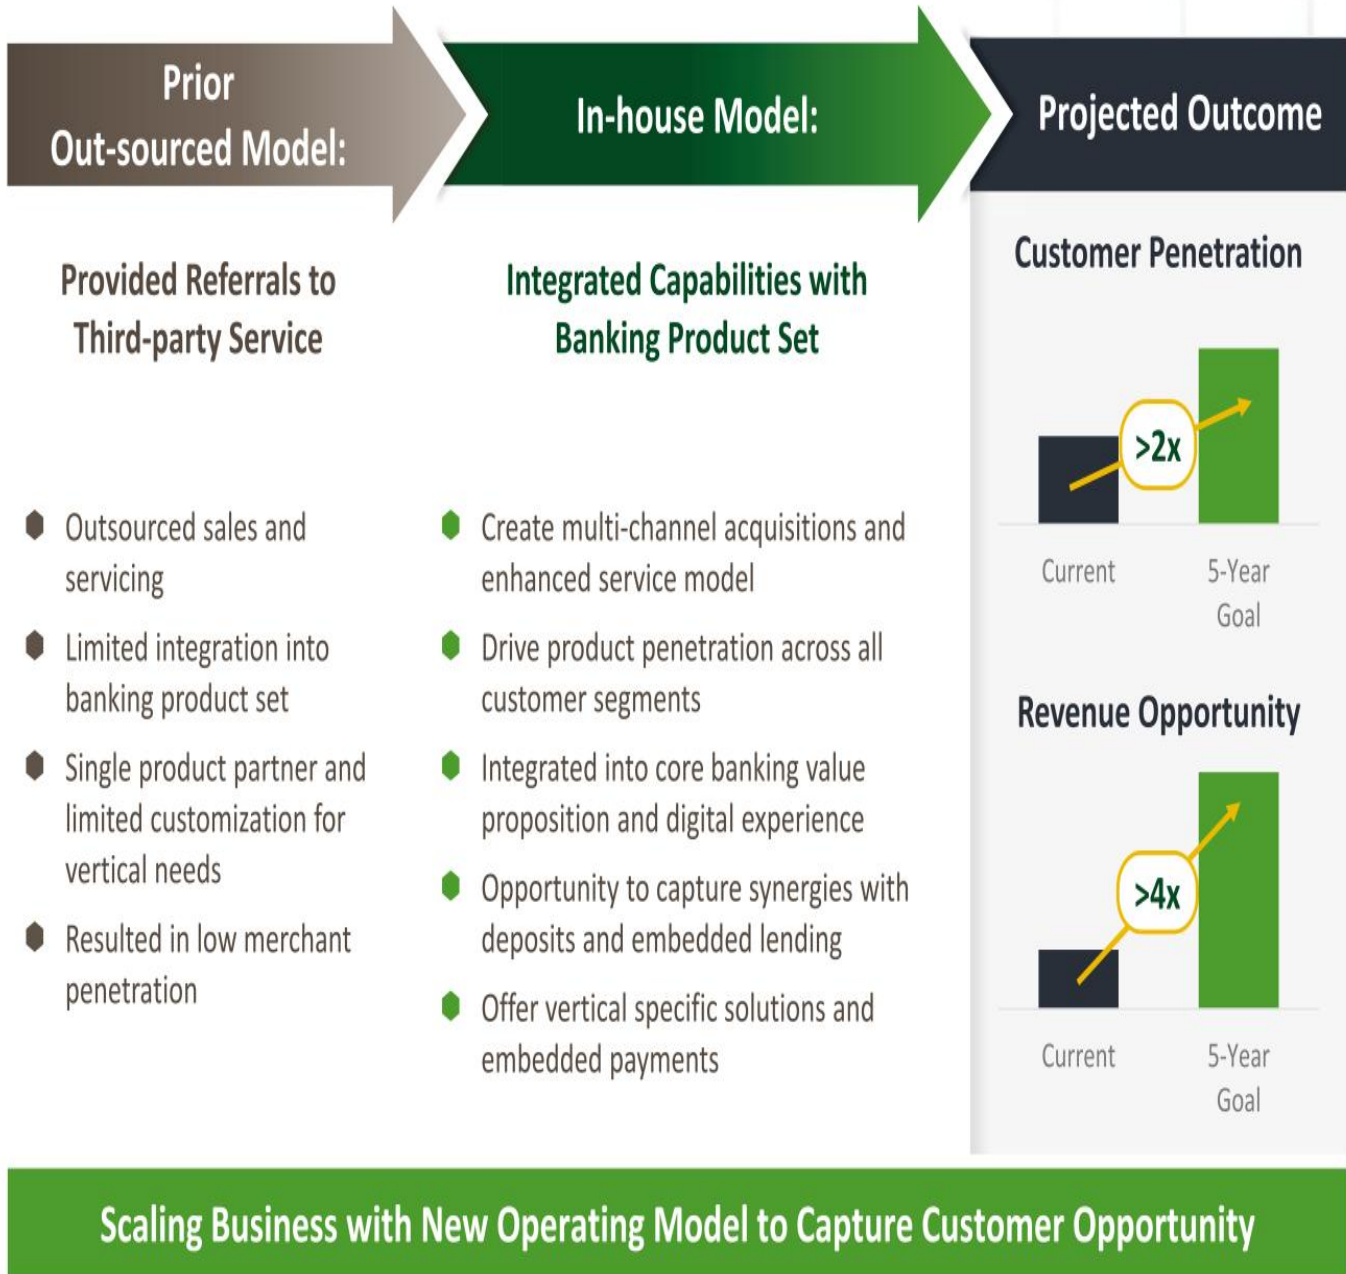 Prior
Out-sourced Model:
In-house Model:
Projected Outcome
Provided Referrals to
Third-party Service
Outsourced sales and
servicing
Limited integration into
banking product set
Single product partner and
limited customization for
vertical needs
Resulted in low merchant
penetration
Integrated Capabilities with
Banking Product Set
Create multi-channel acquisitions and
enhanced service model
Drive product penetration across all
customer segments
Integrated into core banking value
proposition and digital experience
Opportunity to capture synergies with
deposits and embedded lending
Offer vertical specific solutions and
embedded payments
Customer Penetration
>2x
Current
5-Year
Goal
Revenue Opportunity
>4x
Current
5-Year
Goal
Scaling Business with New Operating Model to Capture Customer Opportunity